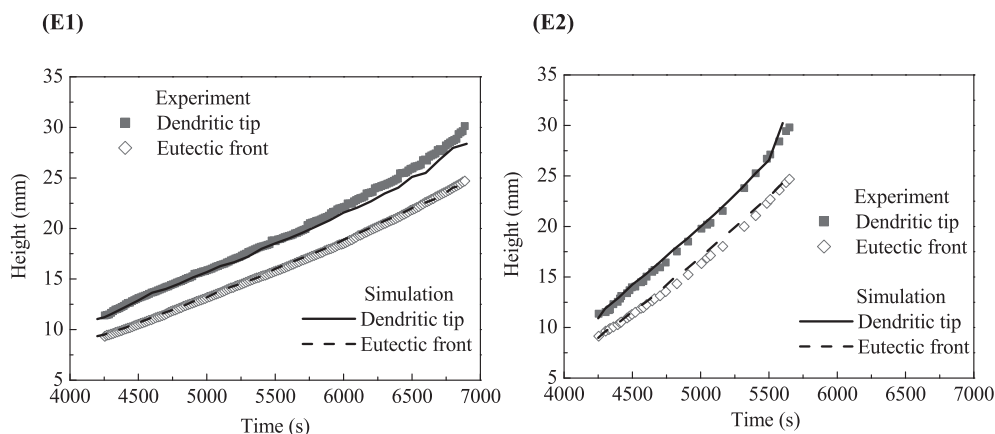 (E1)
35
30
25
20
15
10
5
Height (mm)
Experiment
Dendritic tip
Eutectic front
Simulation
Dendritic tip
Eutectic front
4000 4500 5000 5500 6000 6500 7000
Time (s)
(E2)
35
30
25
20
15
10
5
Height (mm)
Experiment
Dendritic tip
Eutectic front
Simulation
Dendritic tip
Eutectic front
4000 4500 5000 5500 6000 6500 7000
Time (s)